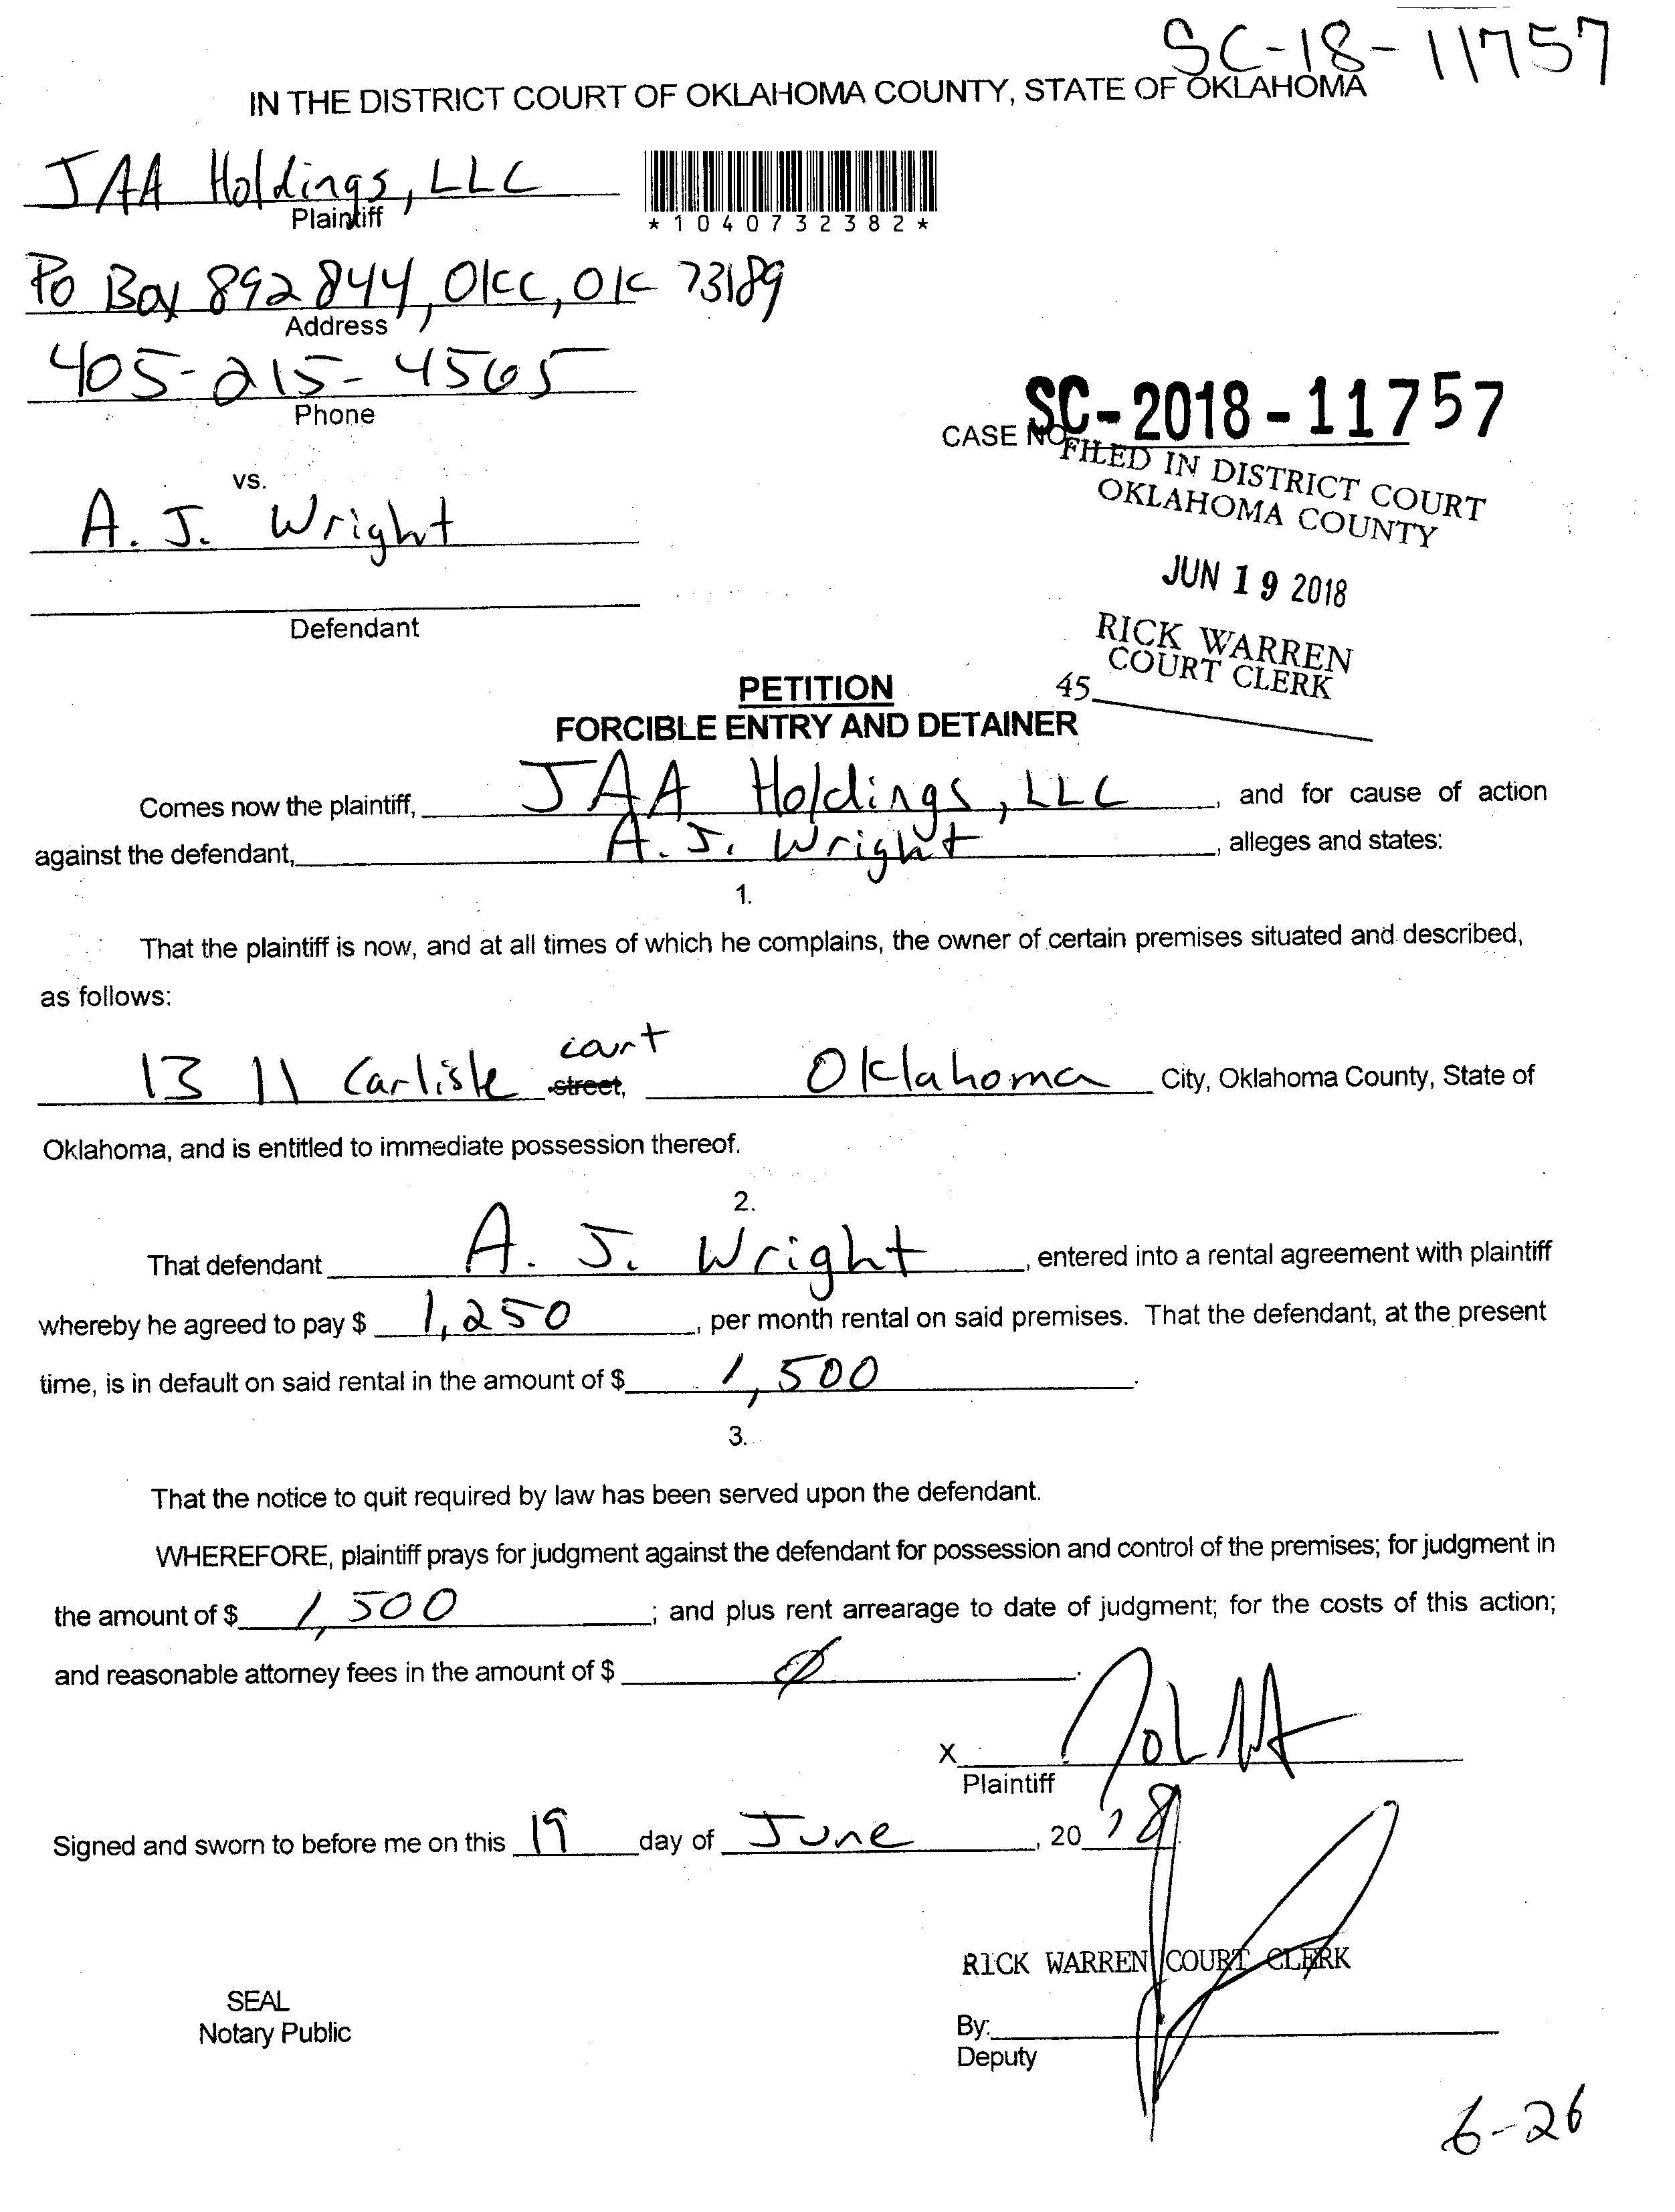 SC-18-11757
IN THE DISTRICT COURT OF OKLAHOMA COUNTY, STATE OF OKLAHOMA
JAA Holdings, LLC
Plaintiff
*1040732382*
Po Box 892844, OKC, OK 73189
Address
405-215-4565
Phone
CASE NO. SC-2018-11757
FILED IN DISTRICT COURT
OKLAHOMA COUNTY
JUN 19 2018
RICK WARREN
COURT CLERK
45
vs.
A. J. Wright
Defendant
PETITION
FORCIBLE ENTRY AND DETAINER
Comes now the plaintiff, JAA Holdings, LLC, and for cause of action
against the defendant, A. J. Wright, alleges and states:
1.
That the plaintiff is now, and at all times of which he complains, the owner of certain premises situated and described,
as follows:
court
13 11 Carlisle street, Oklahoma City, Oklahoma County, State of
Oklahoma, and is entitled to immediate possession thereof.
2.
That defendant A. J. Wright, entered into a rental agreement with plaintiff
whereby he agreed to pay $ 1,250, per month rental on said premises. That the defendant, at the present
time, is in default on said rental in the amount of $ 1,500.
3.
That the notice to quit required by law has been served upon the defendant.
WHEREFORE, plaintiff prays for judgment against the defendant for possession and control of the premises; for judgment in
the amount of $ 1,500; and plus rent arrearage to date of judgment; for the costs of this action;
and reasonable attorney fees in the amount of $ Ø.
X
Plaintiff
Signed and sworn to before me on this 19 day of June, 2018.
RICK WARREN COURT CLERK
SEAL
Notary Public
By:
Deputy
6-26